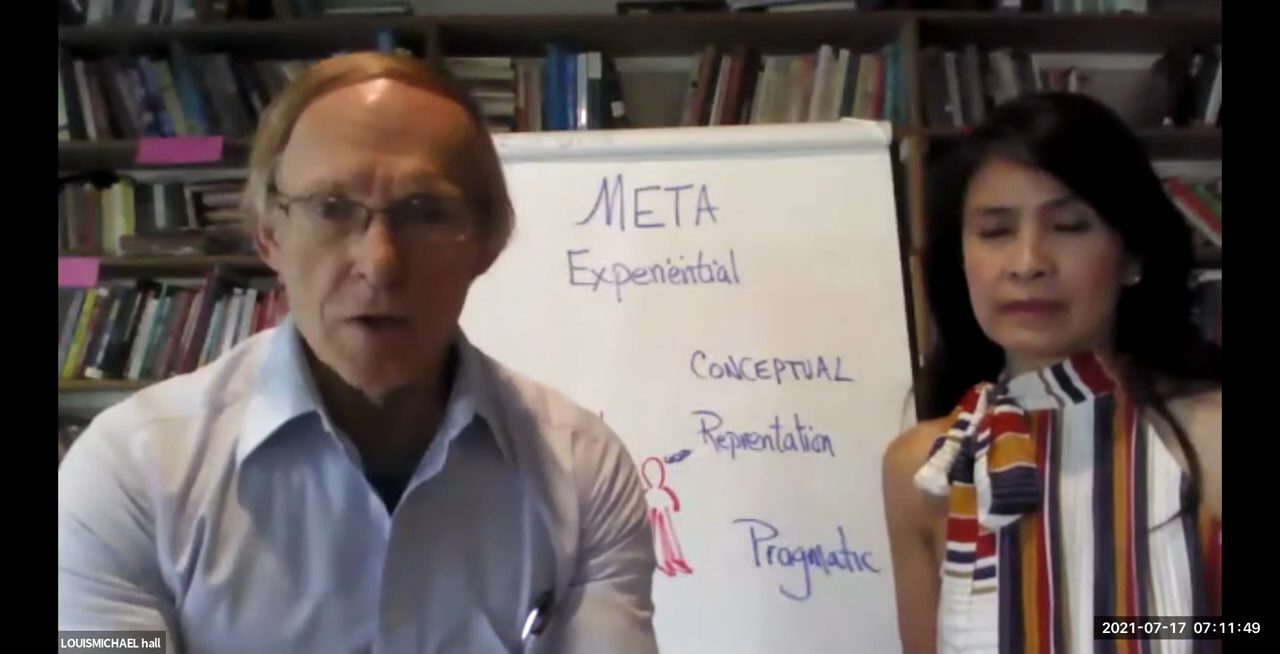 META
Experiential
CONCEPTUAL
Reprentation
Pragmatic
LOUISMICHAEL hall
2021-07-17 07:11:49